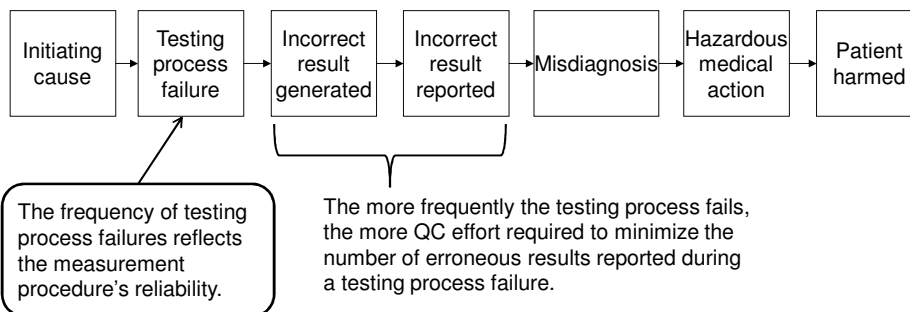 Initiating
cause
Testing
process
failure
Incorrect
result
generated
Incorrect
result
reported
Misdiagnosis
Hazardous
medical
action
Patient
harmed
The frequency of testing
process failures reflects
the measurement
procedure's reliability.
The more frequently the testing process fails,
the more QC effort required to minimize the
number of erroneous results reported during
a testing process failure.